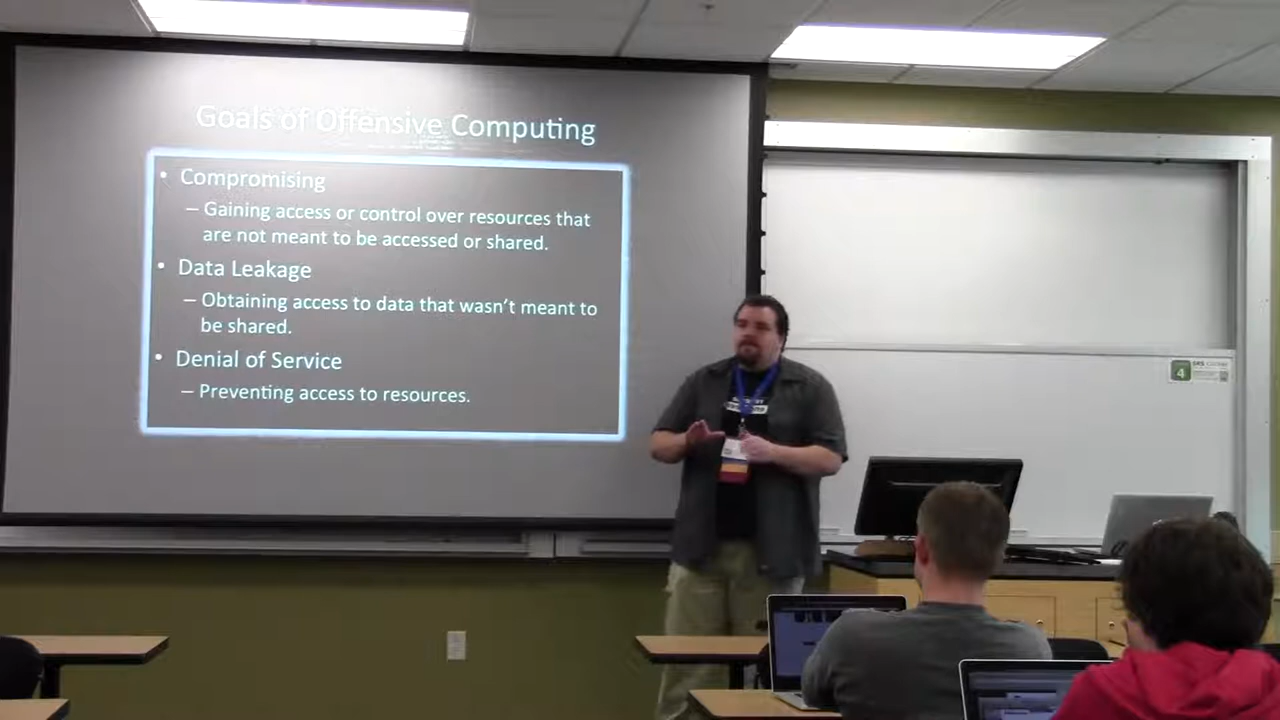 Goals of Offensive Computing
• Compromising
– Gaining access or control over resources that
are not meant to be accessed or shared.
• Data Leakage
– Obtaining access to data that wasn't meant to
be shared.
• Denial of Service
– Preventing access to resources.
4